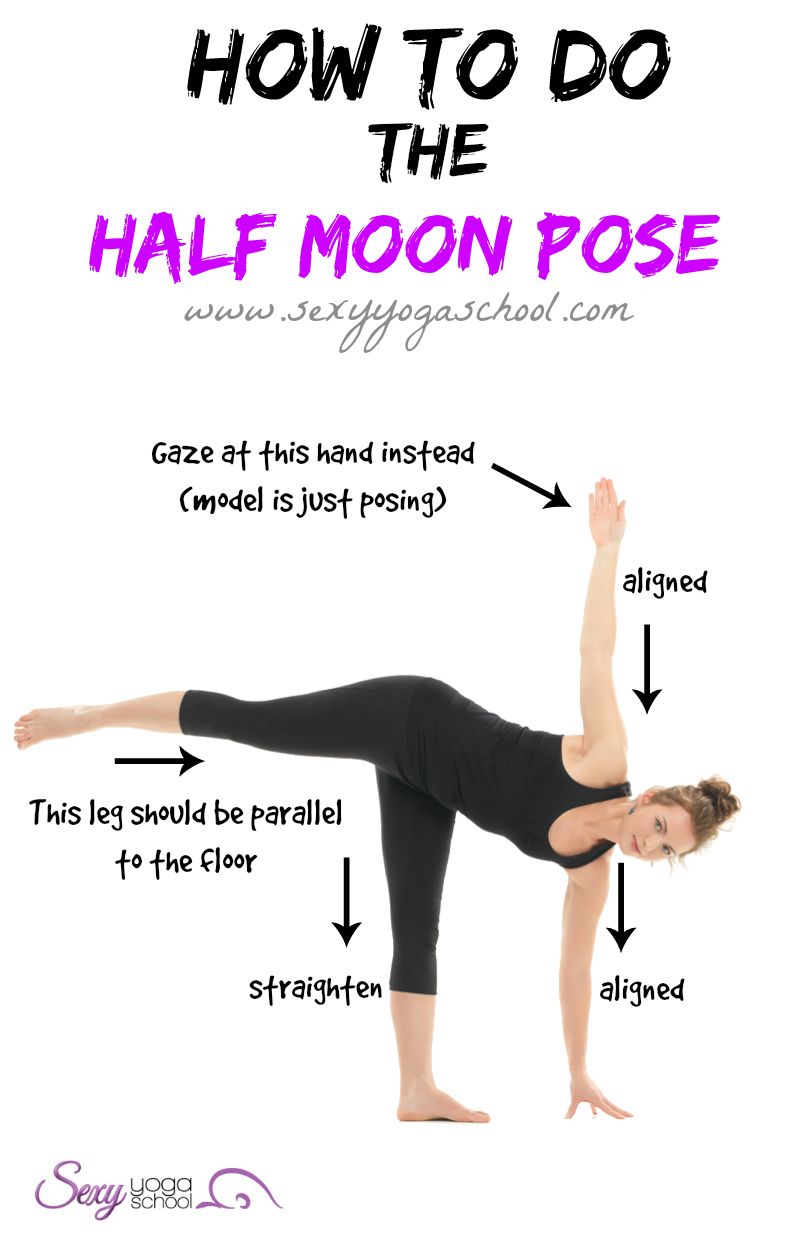 HOW TO DO
THE
HALF MOON POSE
www.sexyyogaschool.com
Gaze at this hand instead
(model is just posing)
aligned
This leg should be parallel
to the floor
straighten
aligned
Sexy yoga
school